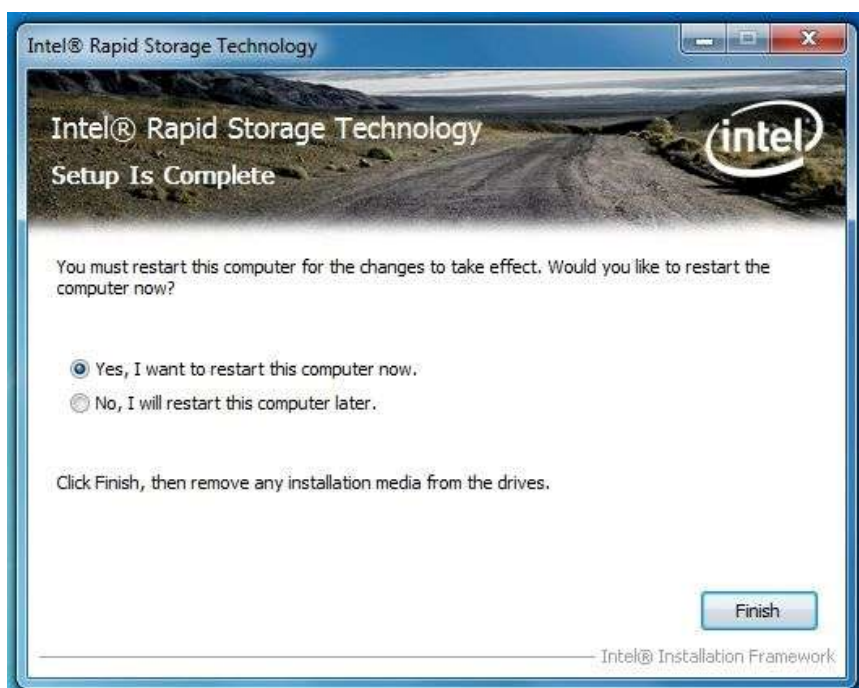 Intel® Rapid Storage Technology
Intel® Rapid Storage Technology
intel
Setup Is Complete
You must restart this computer for the changes to take effect. Would you like to restart the
computer now?
Yes, I want to restart this computer now.
No, I will restart this computer later.
Click Finish, then remove any installation media from the drives.
Finish
Intel® Installation Framework